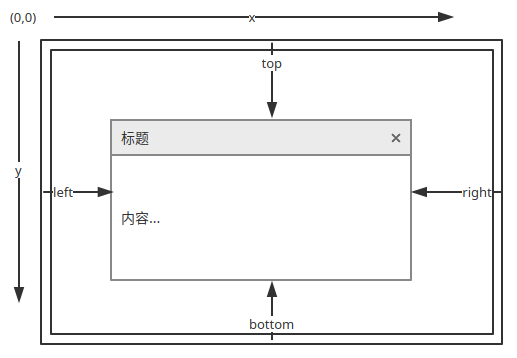 (0,0)
x
top
标题
×
y
left
right
内容...
bottom